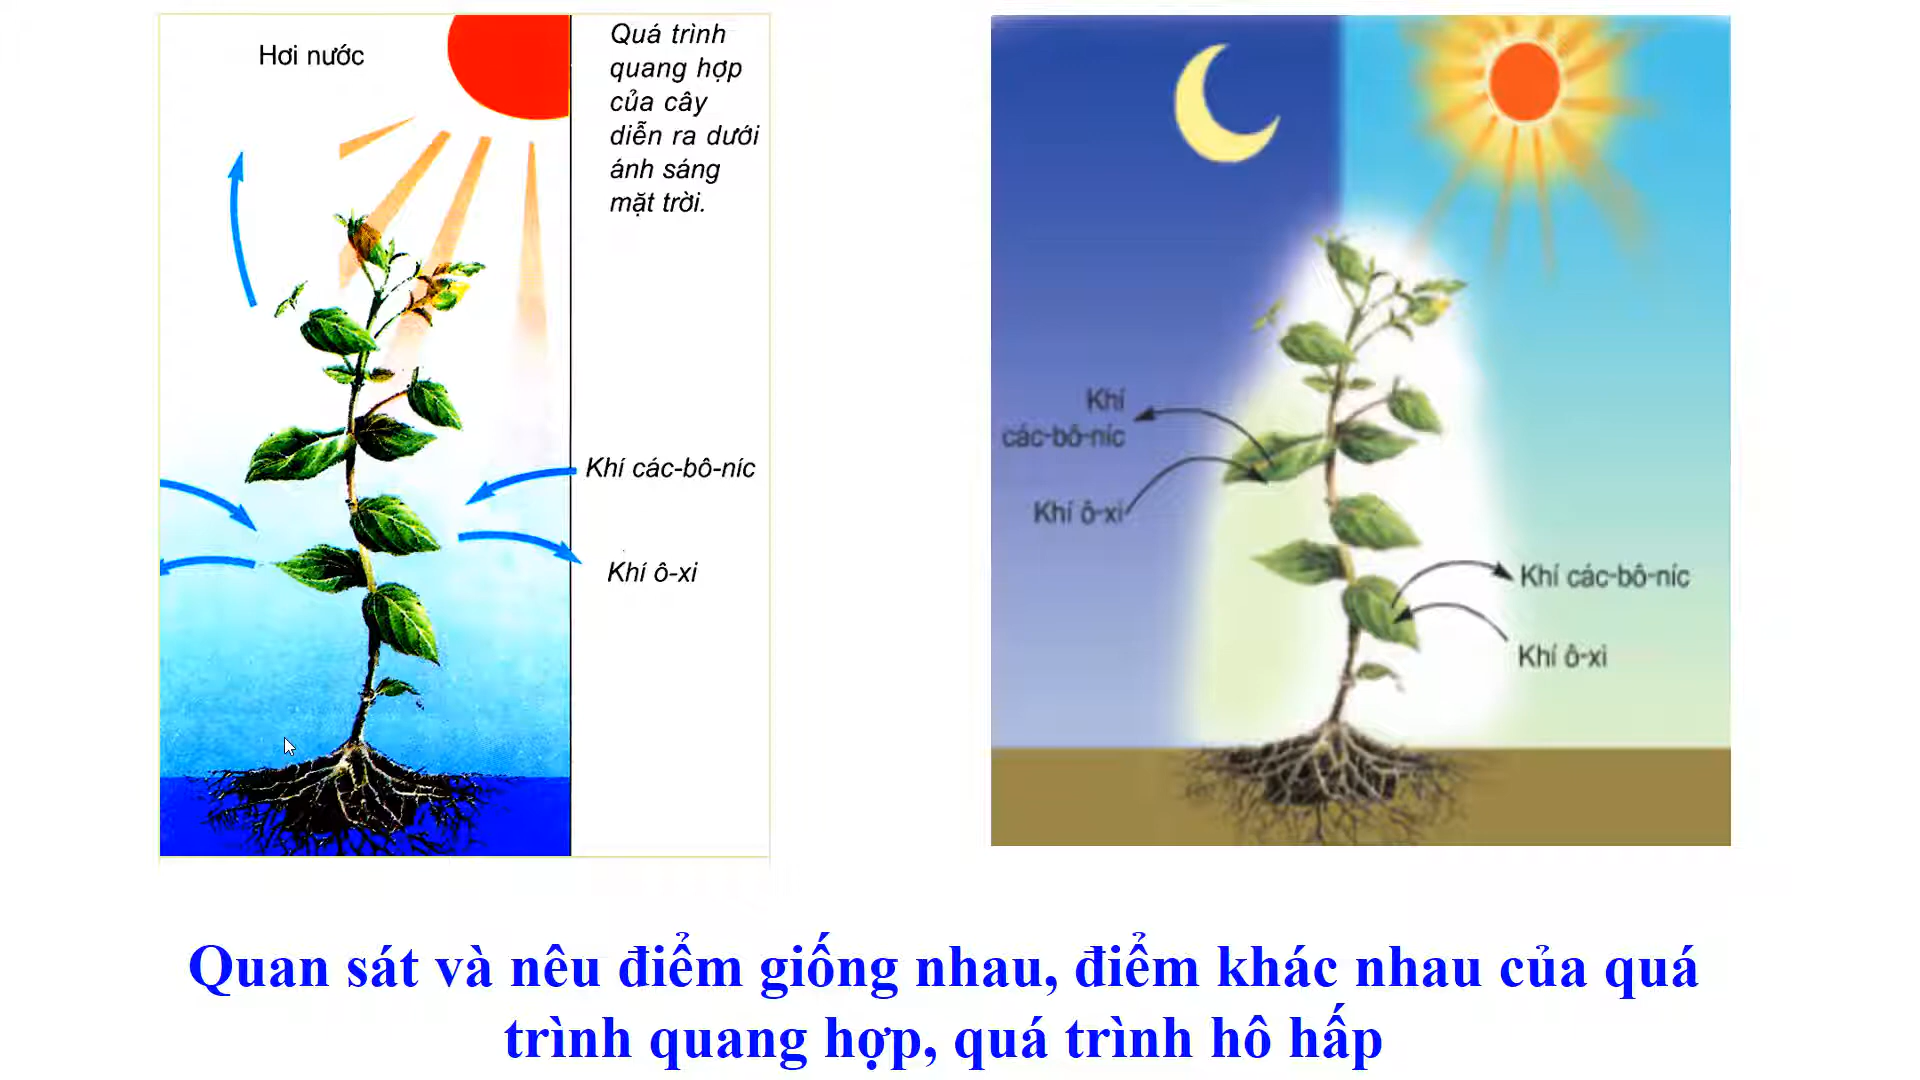 Hơi nước
Quá trình
quang hợp
của cây
diễn ra dưới
ánh sáng
mặt trời.
Khí các-bô-níc
Khí ô-xi
Khí
các-bô-níc
Khí ô-xi
Khí các-bô-níc
Khí ô-xi
Quan sát và nêu điểm giống nhau, điểm khác nhau của quá
trình quang hợp, quá trình hô hấp